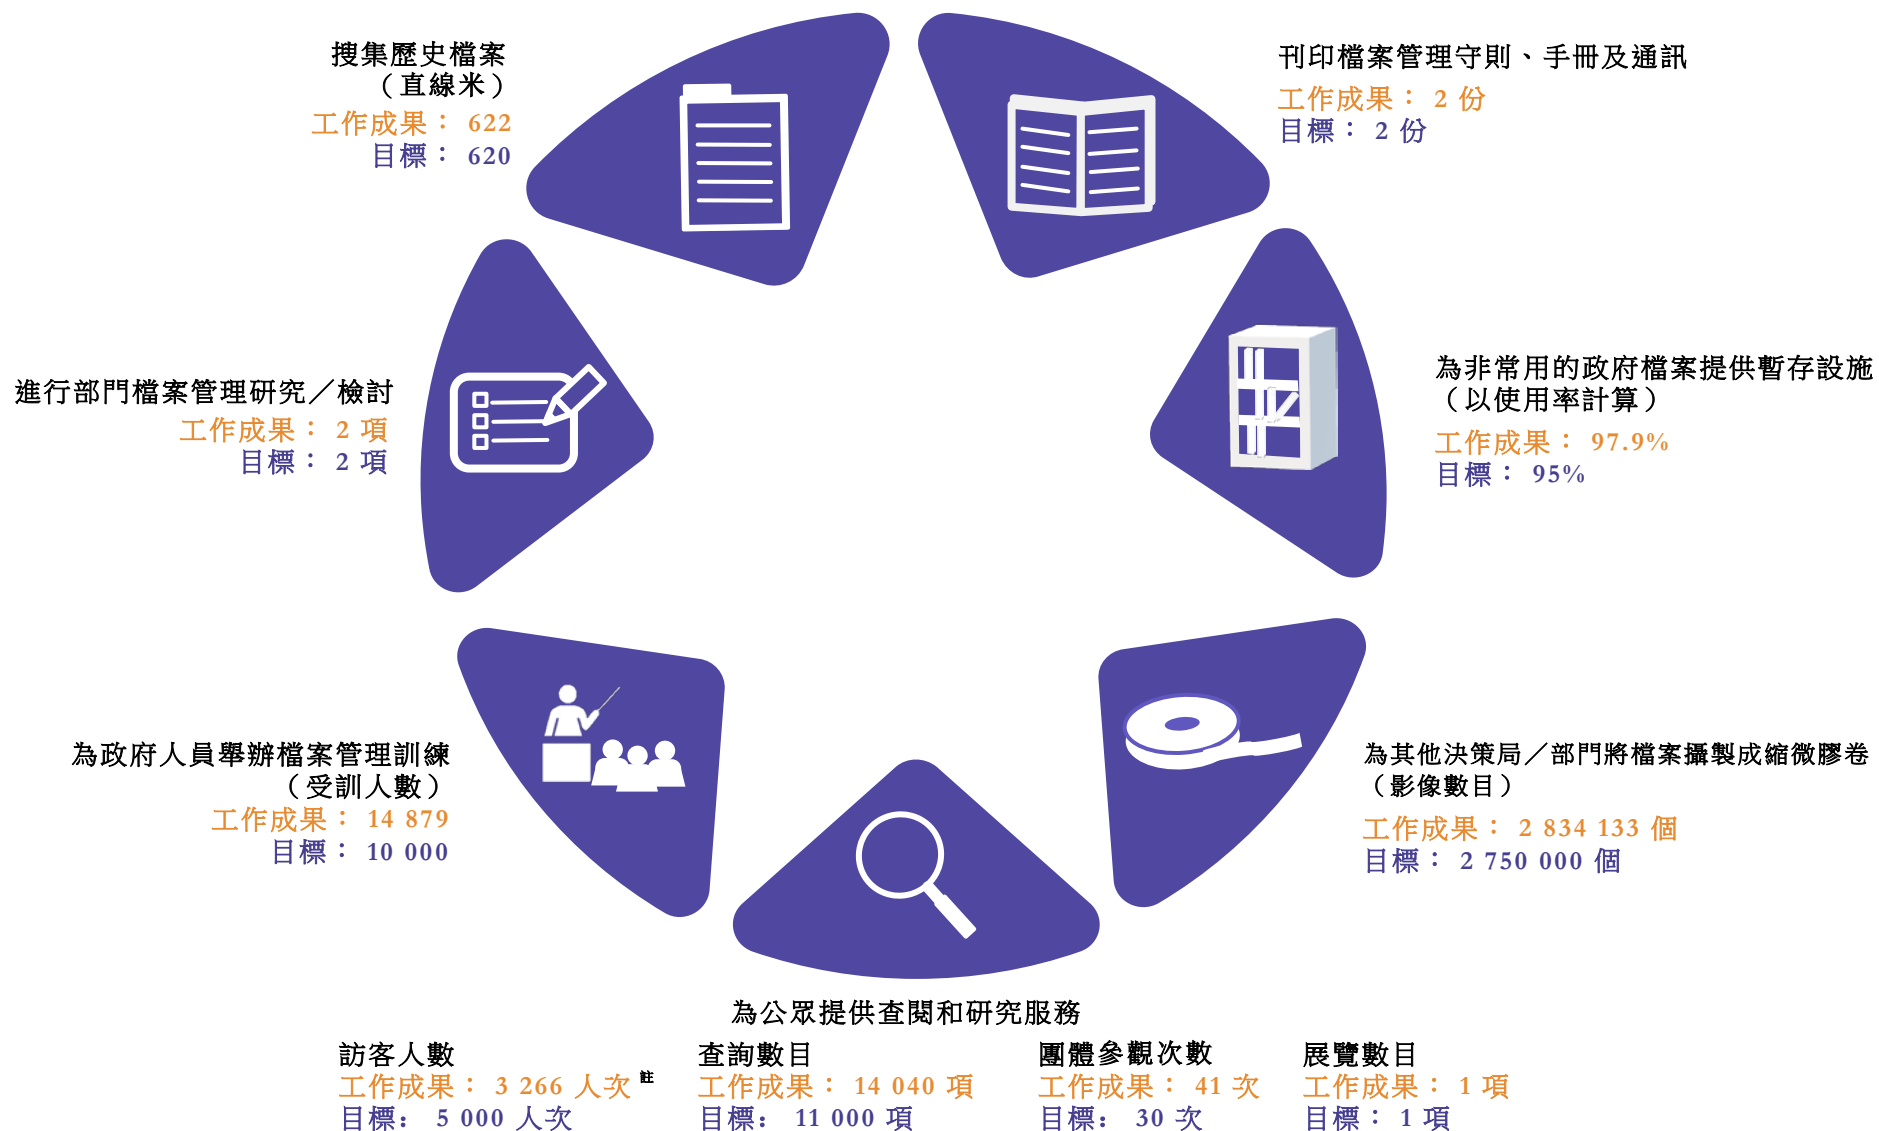 搜集歷史檔案
（直線米）
工作成果： 622
目標： 620
刊印檔案管理守則、手冊及通訊
工作成果： 2 份
目標： 2 份
進行部門檔案管理研究／檢討
工作成果： 2 項
目標： 2 項
為非常用的政府檔案提供暫存設施
（以使用率計算）
工作成果： 97.9%
目標： 95%
為政府人員舉辦檔案管理訓練
（受訓人數）
工作成果： 14 879
目標： 10 000
為其他決策局／部門將檔案攝製成縮微膠卷
（影像數目）
工作成果： 2 834 133 個
目標： 2 750 000 個
為公眾提供查閱和研究服務
訪客人數
工作成果： 3 266 人次 註
目標： 5 000 人次
查詢數目
工作成果： 14 040 項
目標： 11 000 項
團體參觀次數
工作成果： 41 次
目標： 30 次
展覽數目
工作成果： 1 項
目標： 1 項